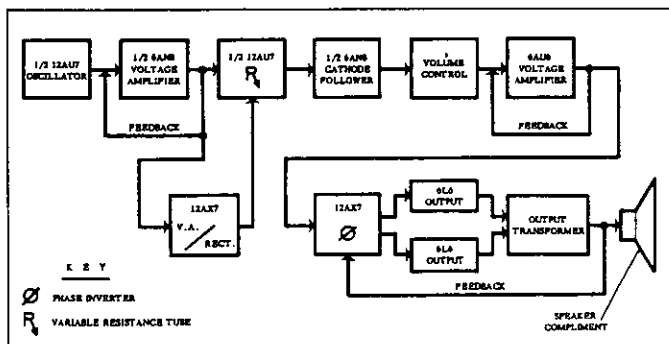 1/2 12AU7
OSCILLATOR
1/2 6AN8
VOLTAGE
AMPLIFIER
1/2 12AU7
R
1/2 6AN8
CATHODE
FOLLOWER
VOLUME
CONTROL
6AU6
VOLTAGE
AMPLIFIER
FEEDBACK
FEEDBACK
12AX7
V.A.
RECT.
12AX7
Ø
6L6
OUTPUT
6L6
OUTPUT
OUTPUT
TRANSFORMER
FEEDBACK
SPEAKER
COMPLIMENT
K E Y
Ø PHASE INVERTER
R VARIABLE RESISTANCE TUBE